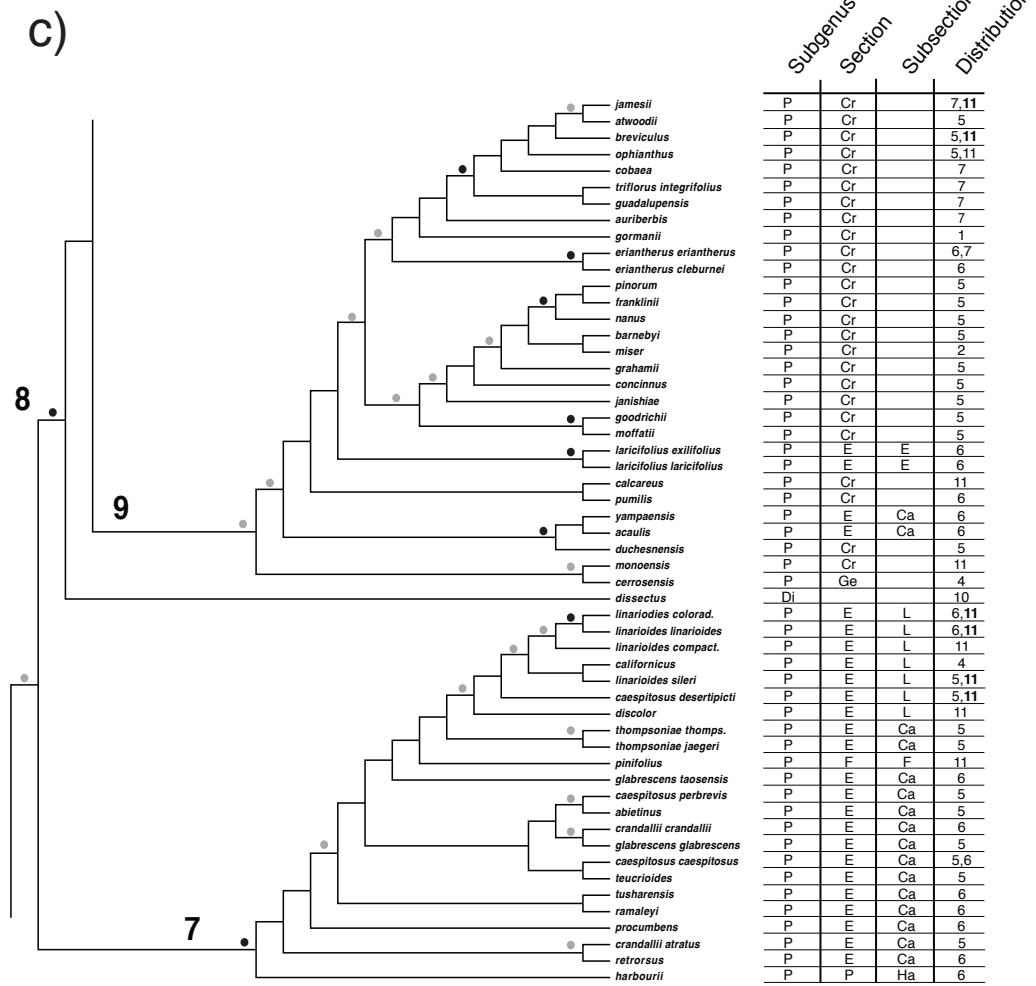 c)
Subgenus Section Subsection Distribution
jamesii P Cr 7,11
atwoodii P Cr 5
breviculus P Cr 5,11
ophianthus P Cr 5,11
cobaea P Cr 7
triflorus integrifolius P Cr 7
guadalupensis P Cr 7
auriberbis P Cr 7
gormanii P Cr 1
eriantherus eriantherus P Cr 6,7
eriantherus cleburnei P Cr 6
pinorum P Cr 5
franklinii P Cr 5
nanus P Cr 5
barnebyi P Cr 5
miser P Cr 2
grahamii P Cr 5
concinnus P Cr 5
8
janishiae P Cr 5
goodrichii P Cr 5
moffatii P Cr 5
laricifolius exilifolius P E E 6
laricifolius laricifolius P E E 6
calcareus P Cr 11
pumilis P Cr 6
9
yampaensis P E Ca 6
acaulis P E Ca 6
duchesnensis P Cr 5
monoensis P Cr 11
cerrosensis P Ge 4
dissectus Di 10
linariodies colorad. P E L 6,11
linarioides linarioides P E L 6,11
linarioides compact. P E L 11
californicus P E L 4
linarioides sileri P E L 5,11
caespitosus desertipicti P E L 5,11
discolor P E L 11
thompsoniae thomps. P E Ca 5
thompsoniae jaegeri P E Ca 5
pinifolius P F F 11
glabrescens taosensis P E Ca 6
caespitosus perbrevis P E Ca 5
abietinus P E Ca 5
crandallii crandallii P E Ca 6
glabrescens glabrescens P E Ca 5
caespitosus caespitosus P E Ca 5,6
teucrioides P E Ca 5
tusharensis P E Ca 6
ramaleyi P E Ca 6
7
procumbens P E Ca 6
crandallii atratus P E Ca 5
retrorsus P E Ca 6
harbourii P P Ha 6